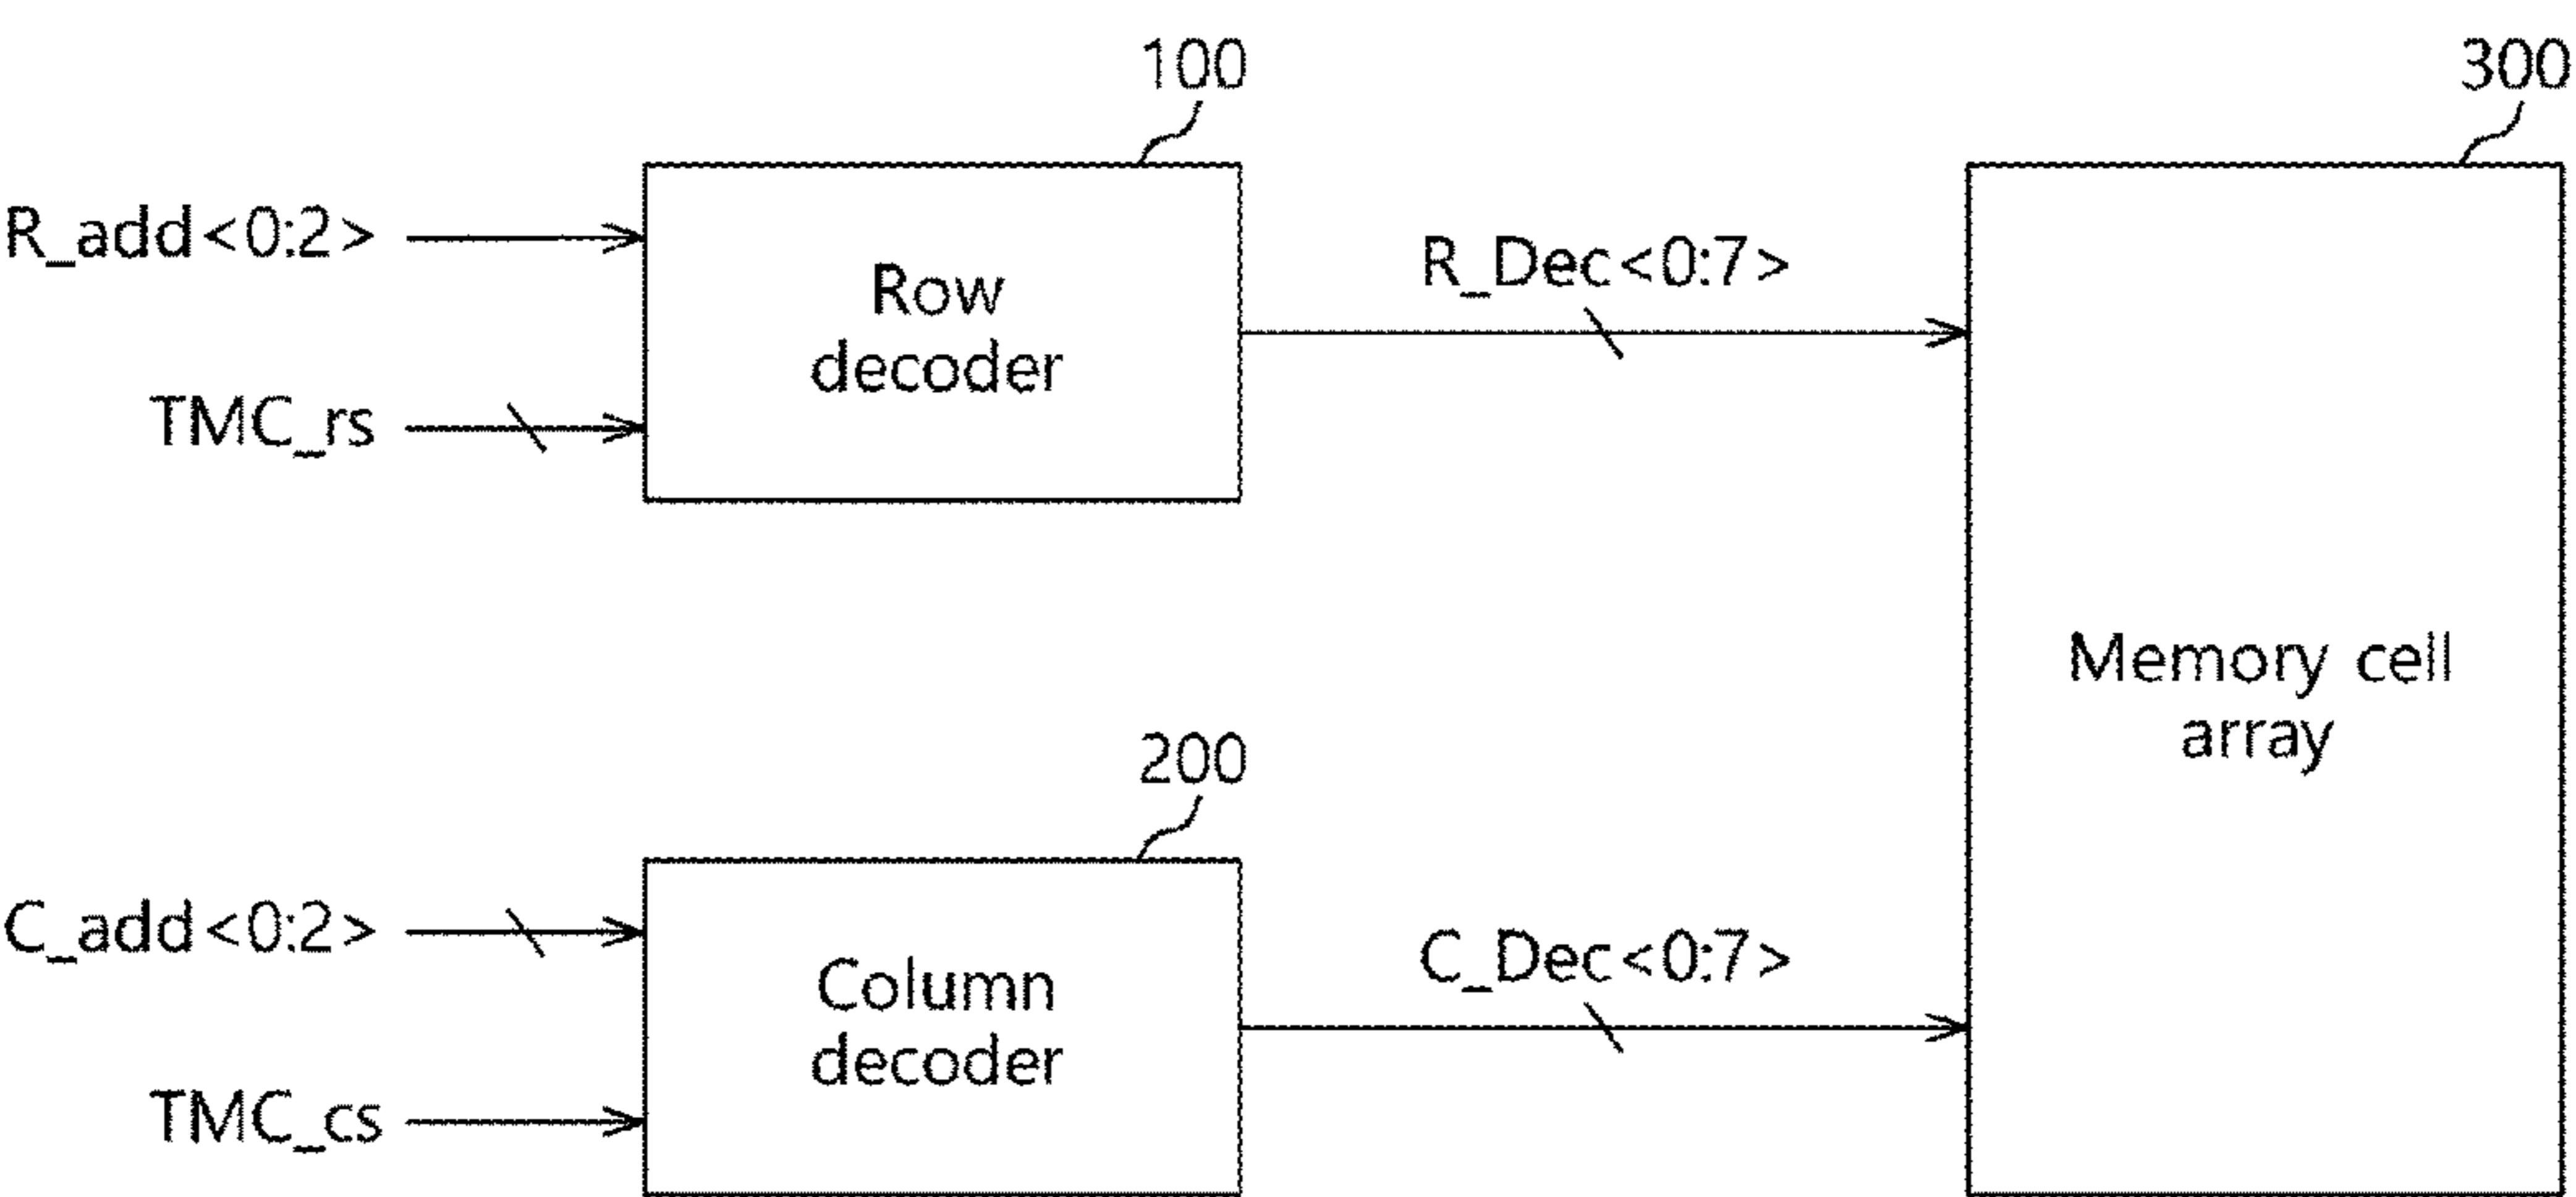 100
300
R_add<0:2>
Row
decoder
R_Dec<0:7>
TMC_rs
Memory cell
array
200
C_add<0:2>
Column
decoder
C_Dec<0:7>
TMC_cs